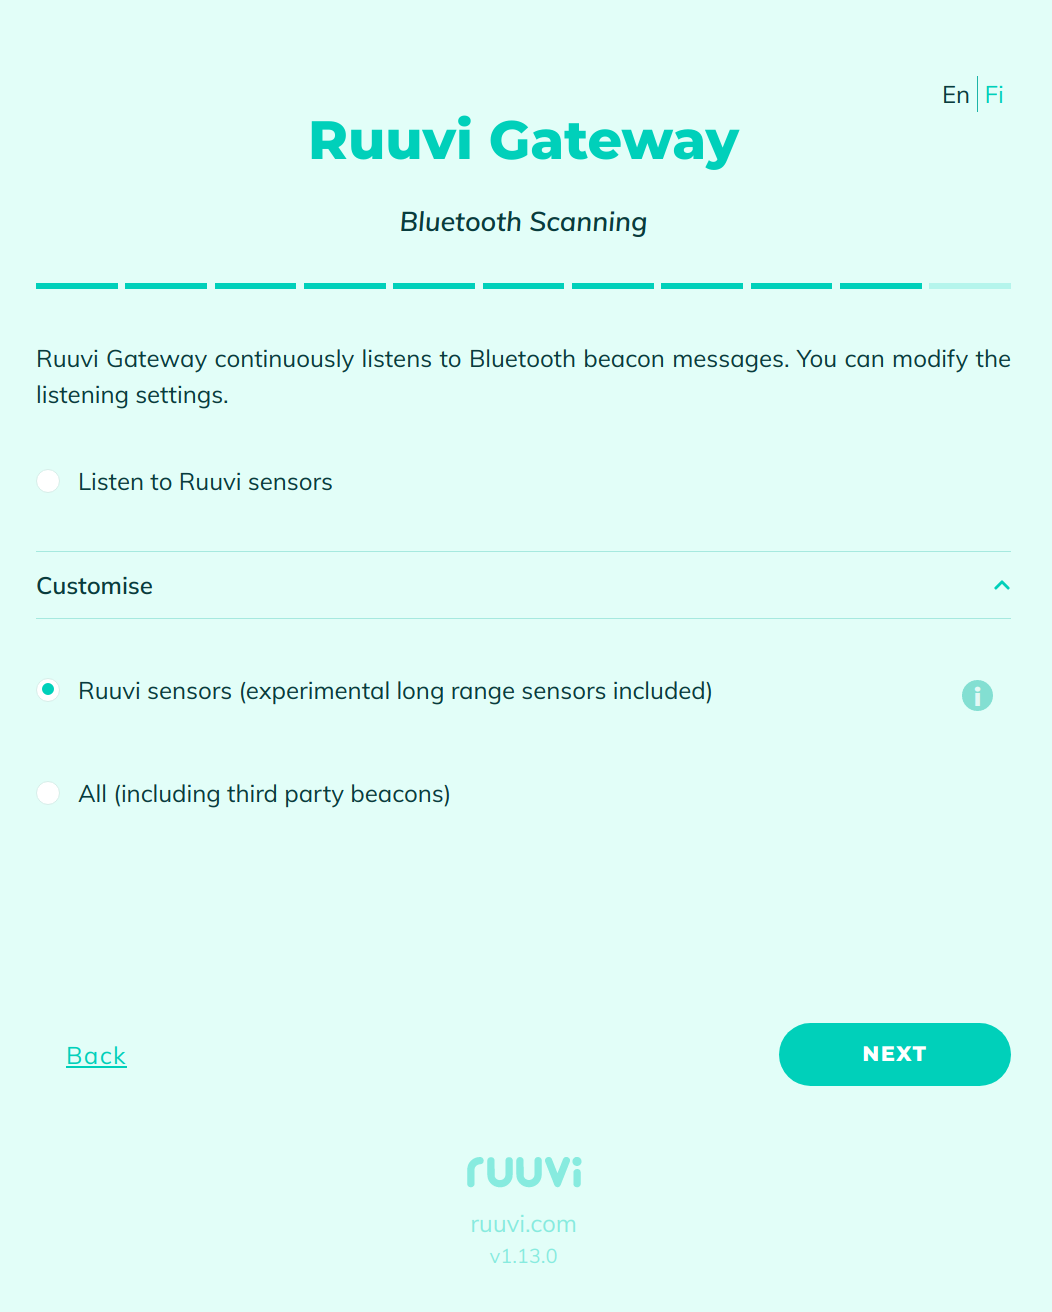 En Fi
Ruuvi Gateway
Bluetooth Scanning
Ruuvi Gateway continuously listens to Bluetooth beacon messages. You can modify the
listening settings.
Listen to Ruuvi sensors
Customise
Ruuvi sensors (experimental long range sensors included)
All (including third party beacons)
Back
NEXT
ruuvi
ruuvi.com
v1.13.0